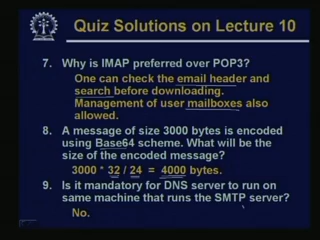 Quiz Solutions on Lecture 10
7. Why is IMAP preferred over POP3?
One can check the email header and
search before downloading.
Management of user mailboxes also
allowed.
8. A message of size 3000 bytes is encoded
using Base64 scheme. What will be the
size of the encoded message?
3000 * 32 / 24 = 4000 bytes.
9. Is it mandatory for DNS server to run on
same machine that runs the SMTP server?
No.